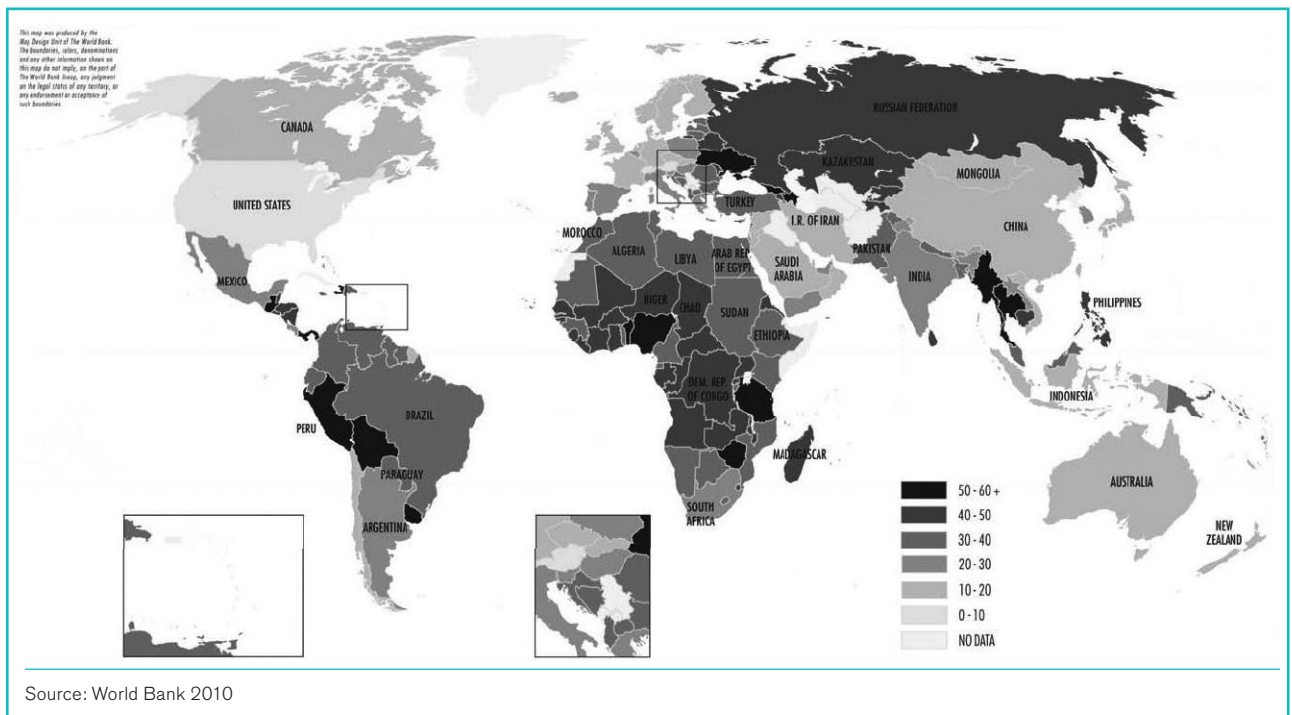 This map was produced by the
Map Design Unit of The World Bank.
The boundaries, colors, denominations
and any other information shown on
this map do not imply, on the part of
The World Bank Group, any judgment
on the legal status of any territory, or
any endorsement or acceptance of
such boundaries.
CANADA
RUSSIAN FEDERATION
KAZAKHSTAN
MONGOLIA
UNITED STATES
TURKEY
I.R. OF IRAN
CHINA
MOROCCO
ALGERIA
LIBYA
ARAB REP.
OF EGYPT
SAUDI
ARABIA
PAKISTAN
INDIA
MEXICO
NIGER
CHAD
SUDAN
PHILIPPINES
ETHIOPIA
DEM. REP.
OF CONGO
INDONESIA
BRAZIL
PERU
MADAGASCAR
PARAGUAY
AUSTRALIA
ARGENTINA
SOUTH
AFRICA
NEW
ZEALAND
50 - 60 +
40 - 50
30 - 40
20 - 30
10 - 20
0 - 10
NO DATA
Source: World Bank 2010